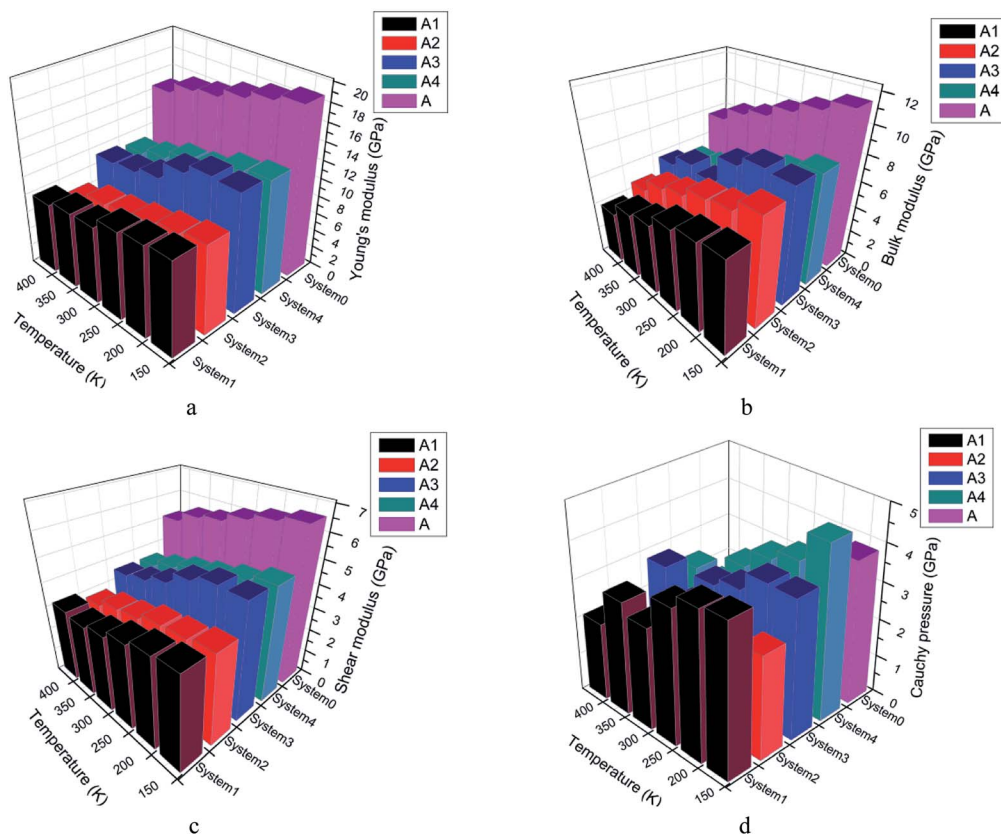 A1
A2
A3
A4
A
20
18
16
14
12
10
8
6
4
2
0
Young's modulus (GPa)
400
350
300
250
200
150
Temperature (K)
System0
System4
System3
System2
System1
a
A1
A2
A3
A4
A
12
10
8
6
4
2
0
Bulk modulus (GPa)
400
350
300
250
200
150
Temperature (K)
System0
System4
System3
System2
System1
b
A1
A2
A3
A4
A
7
6
5
4
3
2
1
0
Shear modulus (GPa)
400
350
300
250
200
150
Temperature (K)
System0
System4
System3
System2
System1
c
A1
A2
A3
A4
A
5
4
3
2
1
0
Cauchy pressure (GPa)
400
350
300
250
200
150
Temperature (K)
System0
System4
System3
System2
System1
d